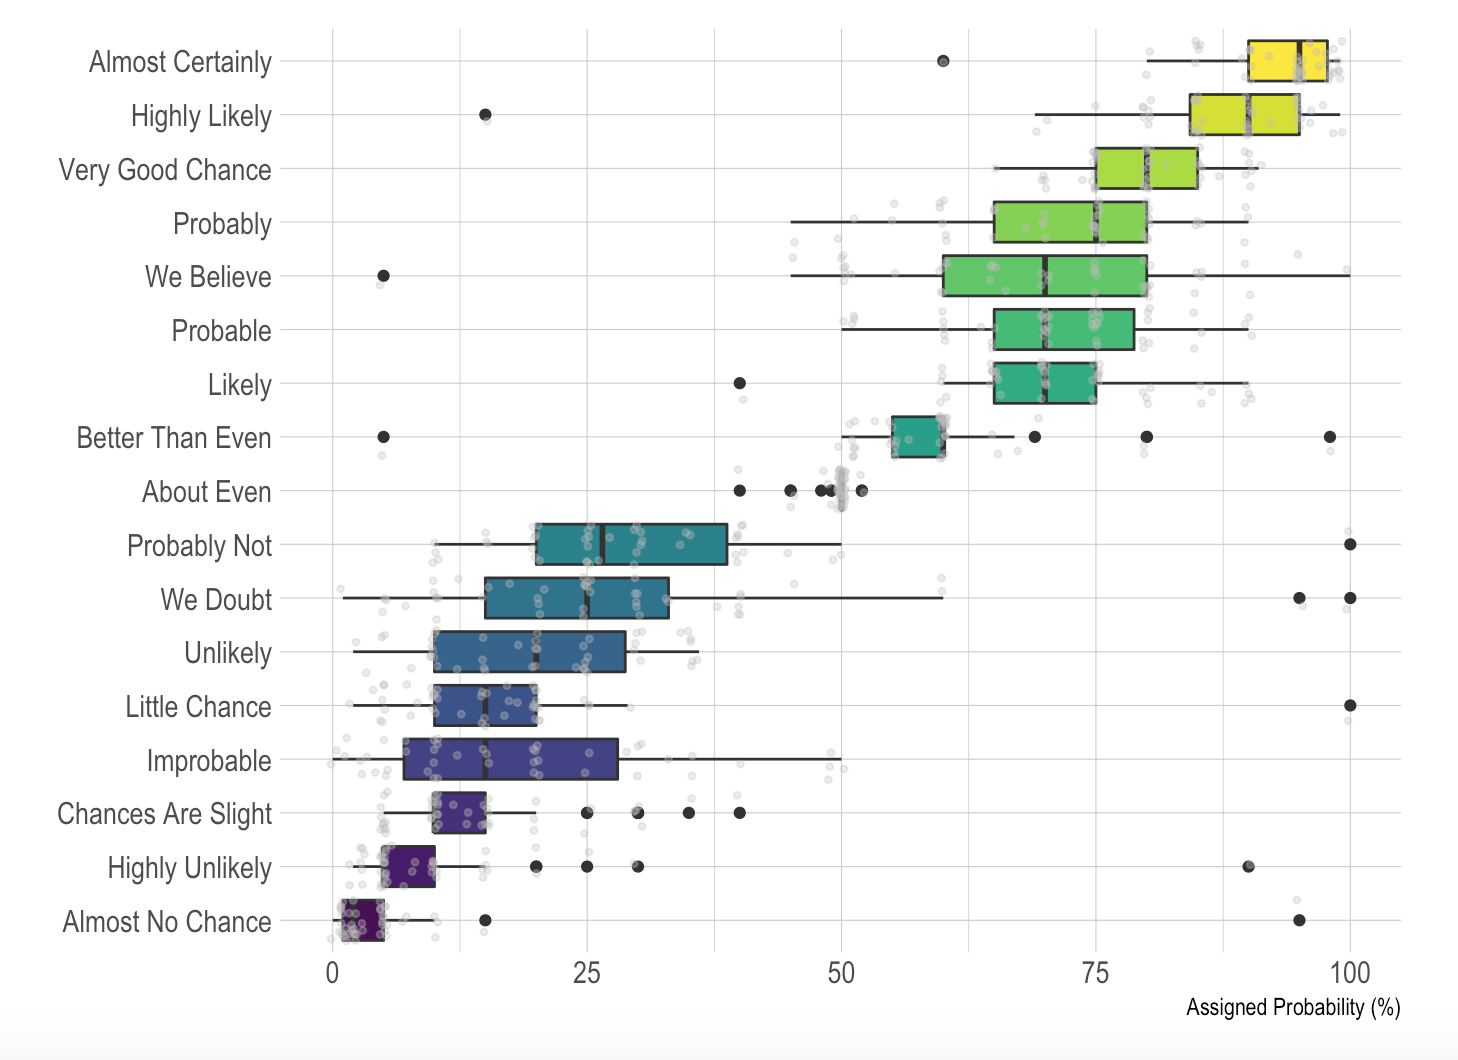 Almost Certainly
Highly Likely
Very Good Chance
Probably
We Believe
Probable
Likely
Better Than Even
About Even
Probably Not
We Doubt
Unlikely
Little Chance
Improbable
Chances Are Slight
Highly Unlikely
Almost No Chance
0 25 50 75 100
Assigned Probability (%)